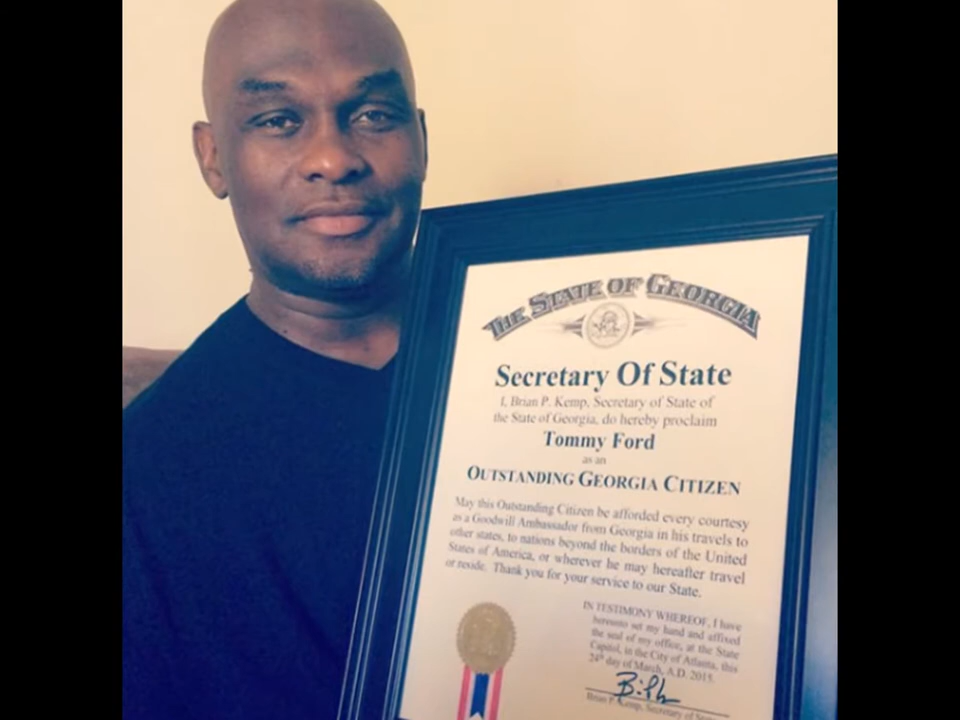 THE STATE OF GEORGIA
Secretary Of State
I, Brian P. Kemp, Secretary of State of
the State of Georgia, do hereby proclaim
Tommy Ford
as an
OUTSTANDING GEORGIA CITIZEN
May this Outstanding Citizen be afforded every courtesy
as a Goodwill Ambassador from Georgia in his travels to
other states, to nations beyond the borders of the United
States of America, or wherever he may hereafter travel
or reside. Thank you for your service to our State.
IN TESTIMONY WHEREOF, I have
hereunto set my hand and affixed
the seal of my office, at the State
Capitol, in the City of Atlanta, this
24th day of March, A.D. 2015.
Brian P. Kemp, Secretary of State